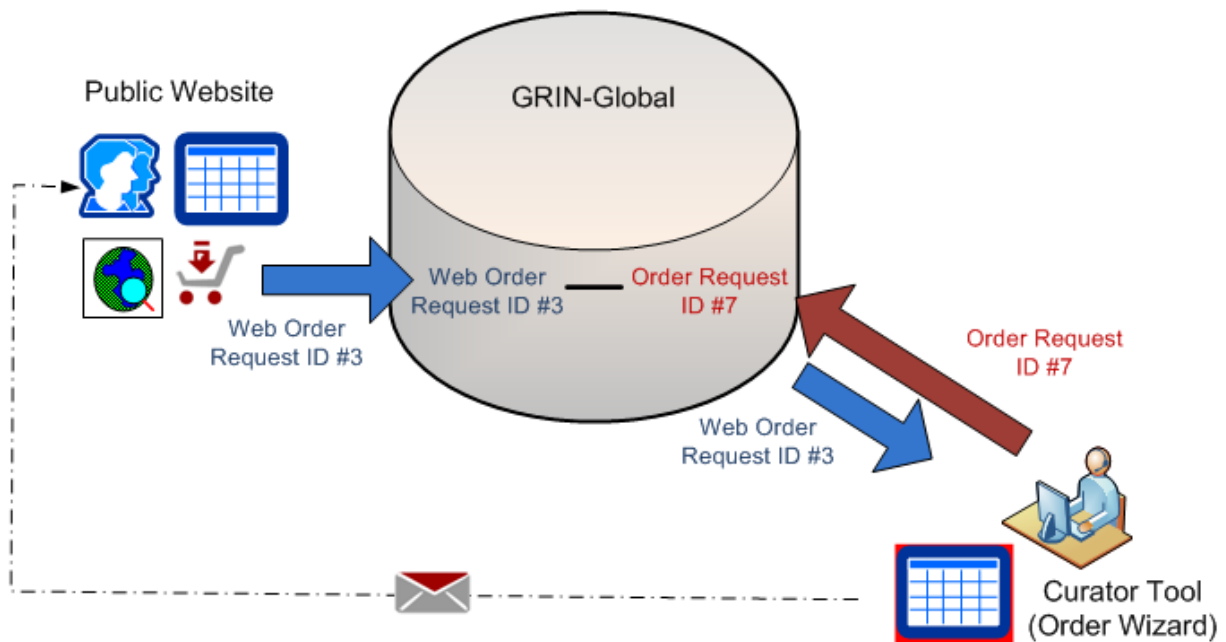 Public Website
GRIN-Global
Web Order
Request ID #3
Web Order
Request ID #3
Order Request
ID #7
Order Request
ID #7
Web Order
Request ID #3
Curator Tool
(Order Wizard)